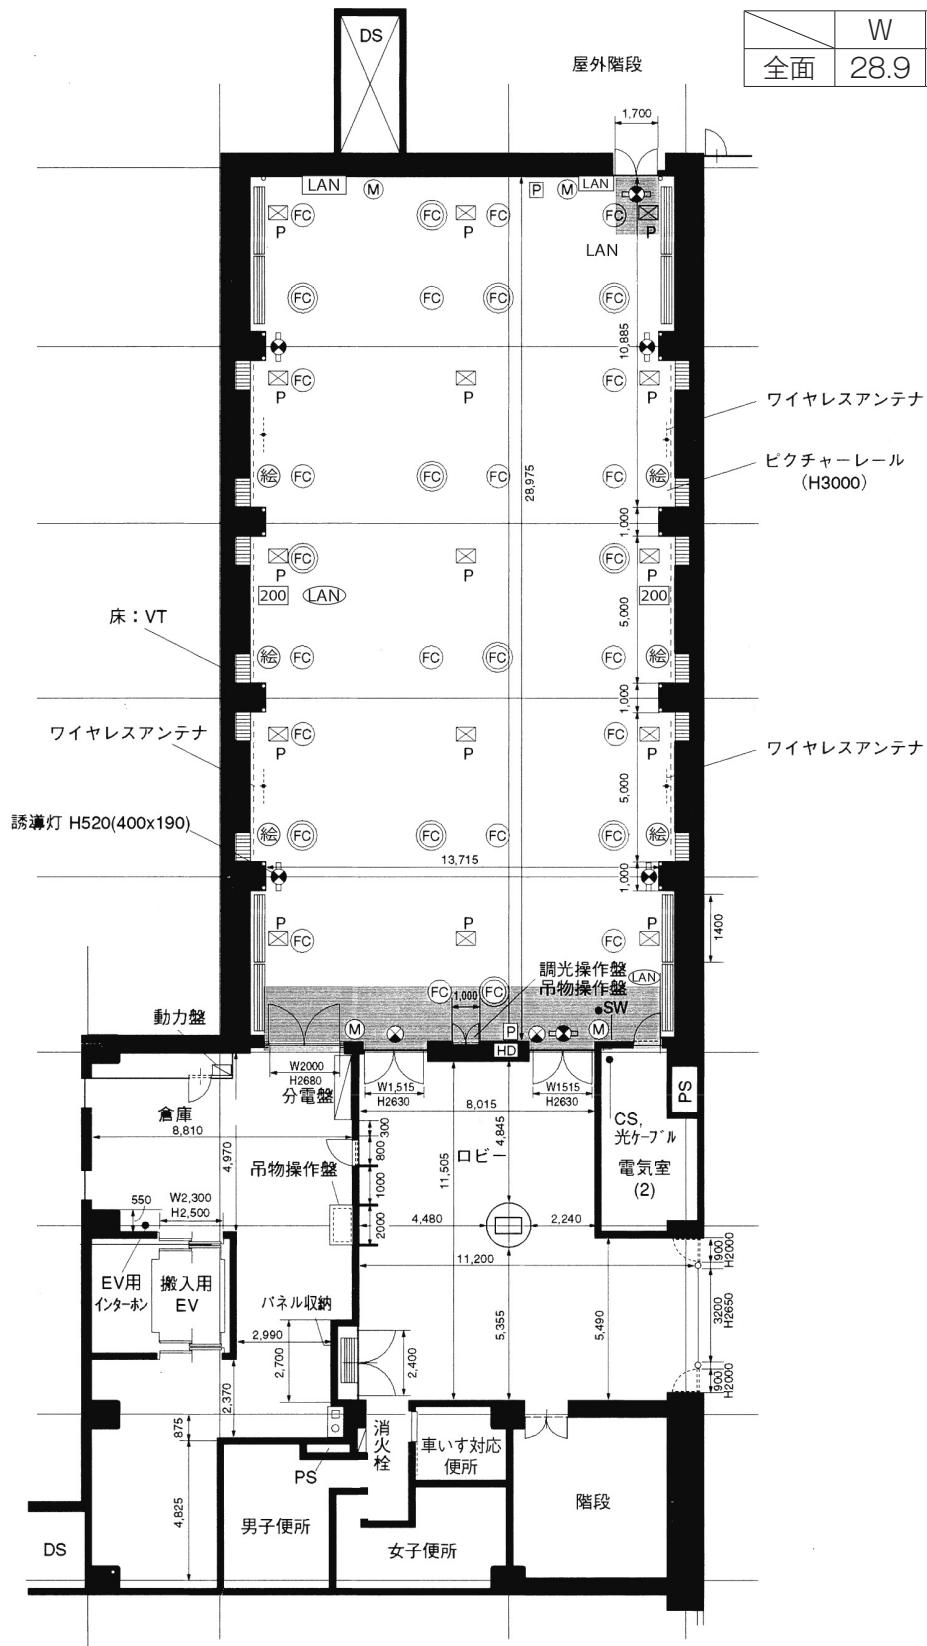 DS
屋外階段
W
全面 28.9
1,700
LAN
M
P
M
LAN
FC
FC
FC
FC
P
P
P
LAN
FC
FC
FC
FC
10,885
FC
FC
P
P
P
ワイヤレスアンテナ
ピクチャーレール
(H3000)
絵
FC
FC
FC
FC
絵
28,975
1,000
FC
FC
P
P
P
200
LAN
200
5,000
床：VT
絵
FC
FC
FC
FC
絵
1,000
ワイヤレスアンテナ
FC
FC
P
P
P
ワイヤレスアンテナ
5,000
誘導灯 H520(400x190)
絵
FC
FC
FC
FC
絵
13,715
1,000
P
P
P
FC
FC
1400
調光操作盤
吊物操作盤
LAN
FC
FC
1,000
SW
動力盤
M
P
M
HD
W2000
H2680
分電盤
W1,515
H2630
W1515
H2630
PS
倉庫
8,810
8,015
300
800
4,845
CS,
光ケーブル
電気室
(2)
4,970
吊物操作盤
ロビー
11,505
1000
550
W2,300
H2,500
2000
4,480
2,240
11,200
900
H2000
EV用
インターホン
搬入用
EV
パネル収納
3200
H2650
2,990
2,700
2,400
5,355
5,490
900
H2000
2,370
875
消火栓
車いす対応
便所
PS
4,825
男子便所
女子便所
階段
DS